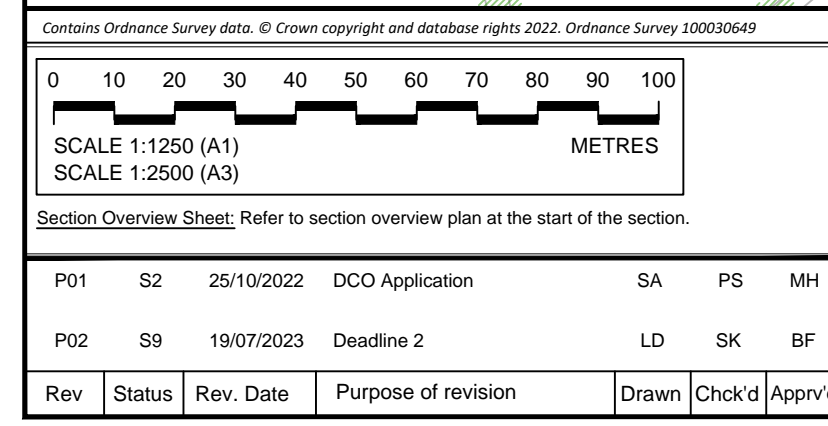 Contains Ordnance Survey data. © Crown copyright and database rights 2022. Ordnance Survey 100030649
0 10 20 30 40 50 60 70 80 90 100
SCALE 1:1250 (A1) METRES
SCALE 1:2500 (A3)
Section Overview Sheet: Refer to section overview plan at the start of the section.
P01 S2 25/10/2022 DCO Application SA PS MH
P02 S9 19/07/2023 Deadline 2 LD SK BF
Rev Status Rev. Date Purpose of revision Drawn Chck'd Apprv'